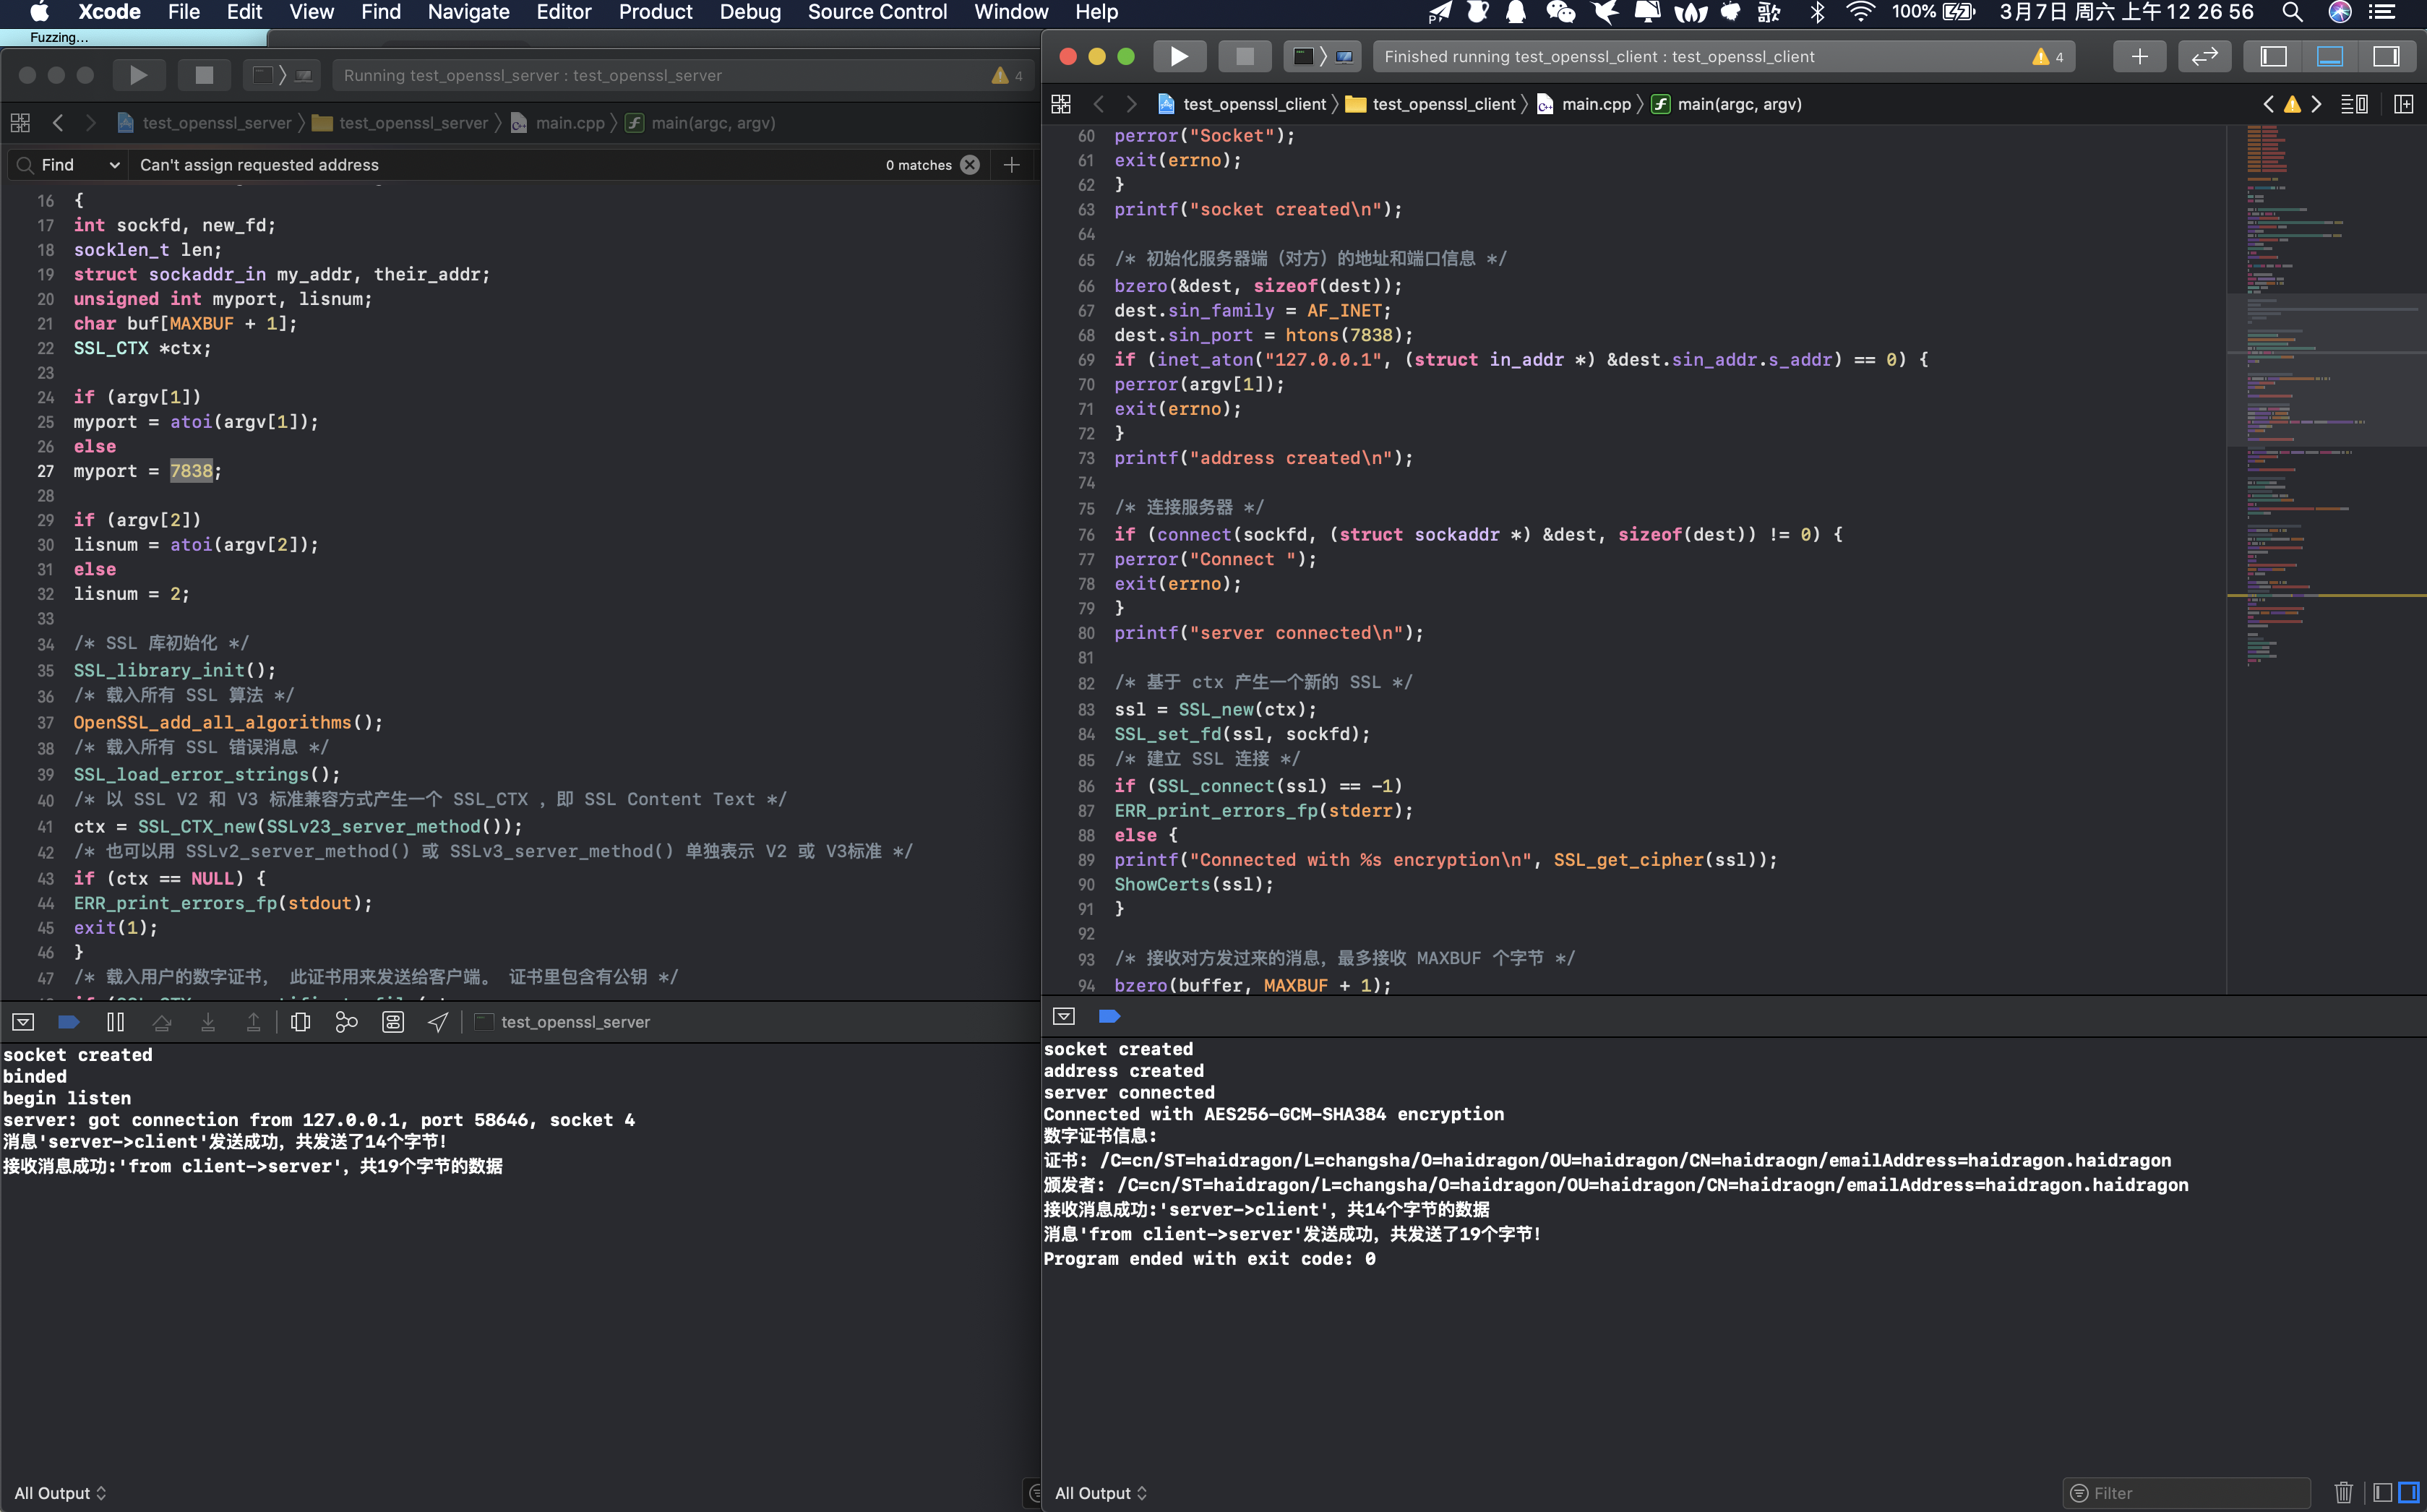 Xcode File Edit View Find Navigate Editor Product Debug Source Control Window Help 100% 3月7日 周六 上午12 26 56
Fuzzing...
Running test_openssl_server : test_openssl_server 4
test_openssl_server test_openssl_server main.cpp main(argc, argv)
Find Can't assign requested address 0 matches
16 {
17 int sockfd, new_fd;
18 socklen_t len;
19 struct sockaddr_in my_addr, their_addr;
20 unsigned int myport, lisnum;
21 char buf[MAXBUF + 1];
22 SSL_CTX *ctx;
23
24 if (argv[1])
25 myport = atoi(argv[1]);
26 else
27 myport = 7838;
28
29 if (argv[2])
30 lisnum = atoi(argv[2]);
31 else
32 lisnum = 2;
33
34 /* SSL 库初始化 */
35 SSL_library_init();
36 /* 载入所有 SSL 算法 */
37 OpenSSL_add_all_algorithms();
38 /* 载入所有 SSL 错误消息 */
39 SSL_load_error_strings();
40 /* 以 SSL V2 和 V3 标准兼容方式产生一个 SSL_CTX ，即 SSL Content Text */
41 ctx = SSL_CTX_new(SSLv23_server_method());
42 /* 也可以用 SSLv2_server_method() 或 SSLv3_server_method() 单独表示 V2 或 V3标准 */
43 if (ctx == NULL) {
44 ERR_print_errors_fp(stdout);
45 exit(1);
46 }
47 /* 载入用户的数字证书， 此证书用来发送给客户端。 证书里包含有公钥 */
test_openssl_server
socket created
binded
begin listen
server: got connection from 127.0.0.1, port 58646, socket 4
消息'server->client'发送成功，共发送了14个字节！
接收消息成功:'from client->server'，共19个字节的数据
All Output
Finished running test_openssl_client : test_openssl_client 4
test_openssl_client test_openssl_client main.cpp main(argc, argv)
60 perror("Socket");
61 exit(errno);
62 }
63 printf("socket created\n");
64
65 /* 初始化服务器端（对方）的地址和端口信息 */
66 bzero(&dest, sizeof(dest));
67 dest.sin_family = AF_INET;
68 dest.sin_port = htons(7838);
69 if (inet_aton("127.0.0.1", (struct in_addr *) &dest.sin_addr.s_addr) == 0) {
70 perror(argv[1]);
71 exit(errno);
72 }
73 printf("address created\n");
74
75 /* 连接服务器 */
76 if (connect(sockfd, (struct sockaddr *) &dest, sizeof(dest)) != 0) {
77 perror("Connect ");
78 exit(errno);
79 }
80 printf("server connected\n");
81
82 /* 基于 ctx 产生一个新的 SSL */
83 ssl = SSL_new(ctx);
84 SSL_set_fd(ssl, sockfd);
85 /* 建立 SSL 连接 */
86 if (SSL_connect(ssl) == -1)
87 ERR_print_errors_fp(stderr);
88 else {
89 printf("Connected with %s encryption\n", SSL_get_cipher(ssl));
90 ShowCerts(ssl);
91 }
92
93 /* 接收对方发过来的消息，最多接收 MAXBUF 个字节 */
94 bzero(buffer, MAXBUF + 1);
socket created
address created
server connected
Connected with AES256-GCM-SHA384 encryption
数字证书信息:
证书: /C=cn/ST=haidragon/L=changsha/O=haidragon/OU=haidragon/CN=haidraogn/emailAddress=haidragon.haidragon
颁发者: /C=cn/ST=haidragon/L=changsha/O=haidragon/OU=haidragon/CN=haidraogn/emailAddress=haidragon.haidragon
接收消息成功:'server->client'，共14个字节的数据
消息'from client->server'发送成功，共发送了19个字节！
Program ended with exit code: 0
All Output Filter